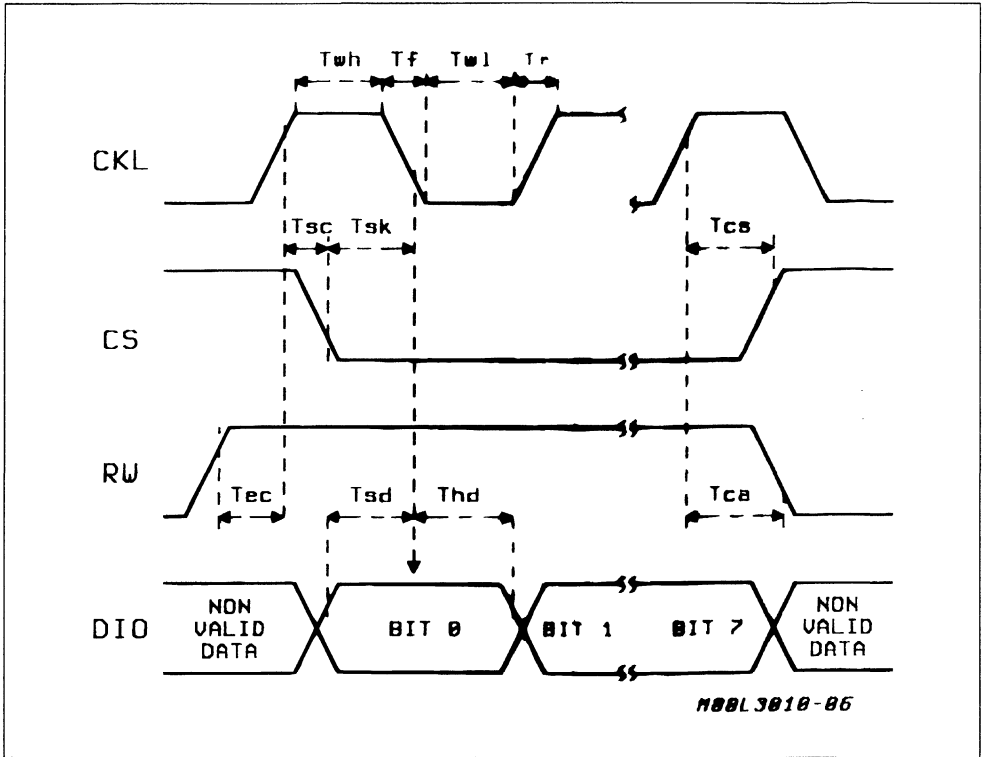 Twh Tf Twl Tr
CKL
Tsc Tsk Tcs
CS
RW
Tec Tsd Thd Tca
DIO
NON
VALID
DATA
BIT 0
BIT 1
BIT 7
NON
VALID
DATA
M88L3010-06